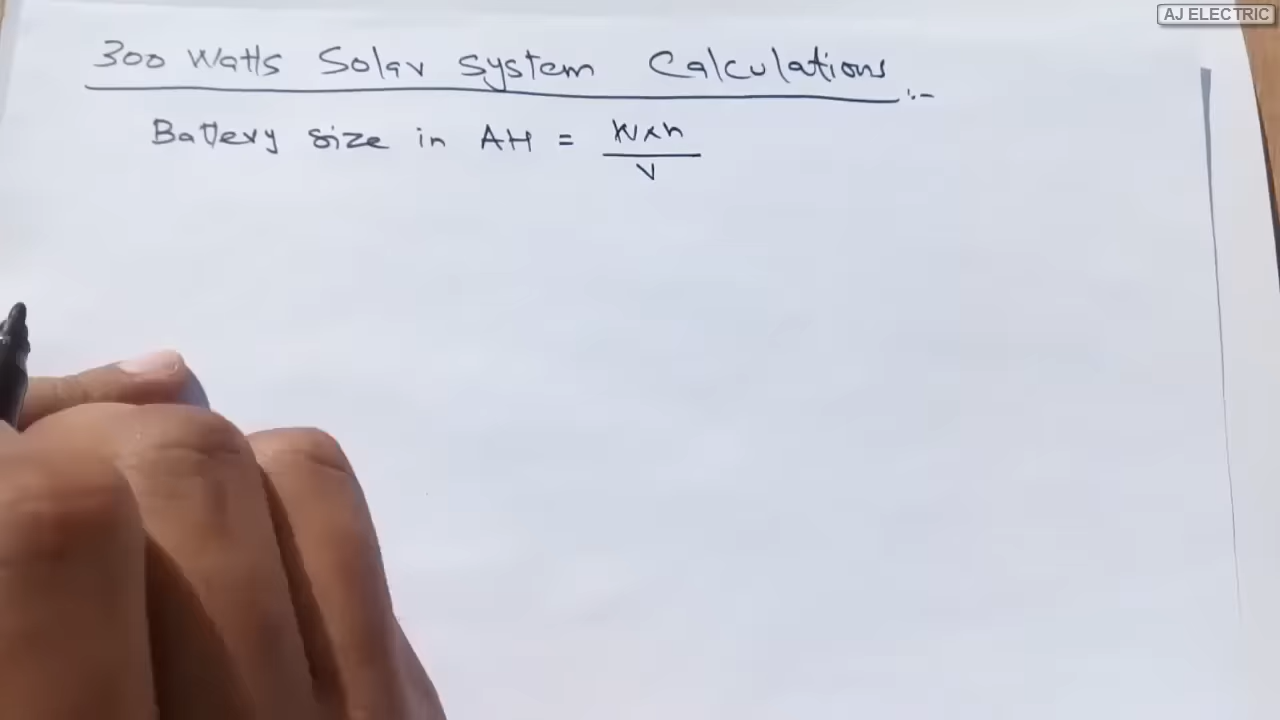 AJ ELECTRIC
300 Watts Solar System Calculations :-
Battery size in AH = W×h
V